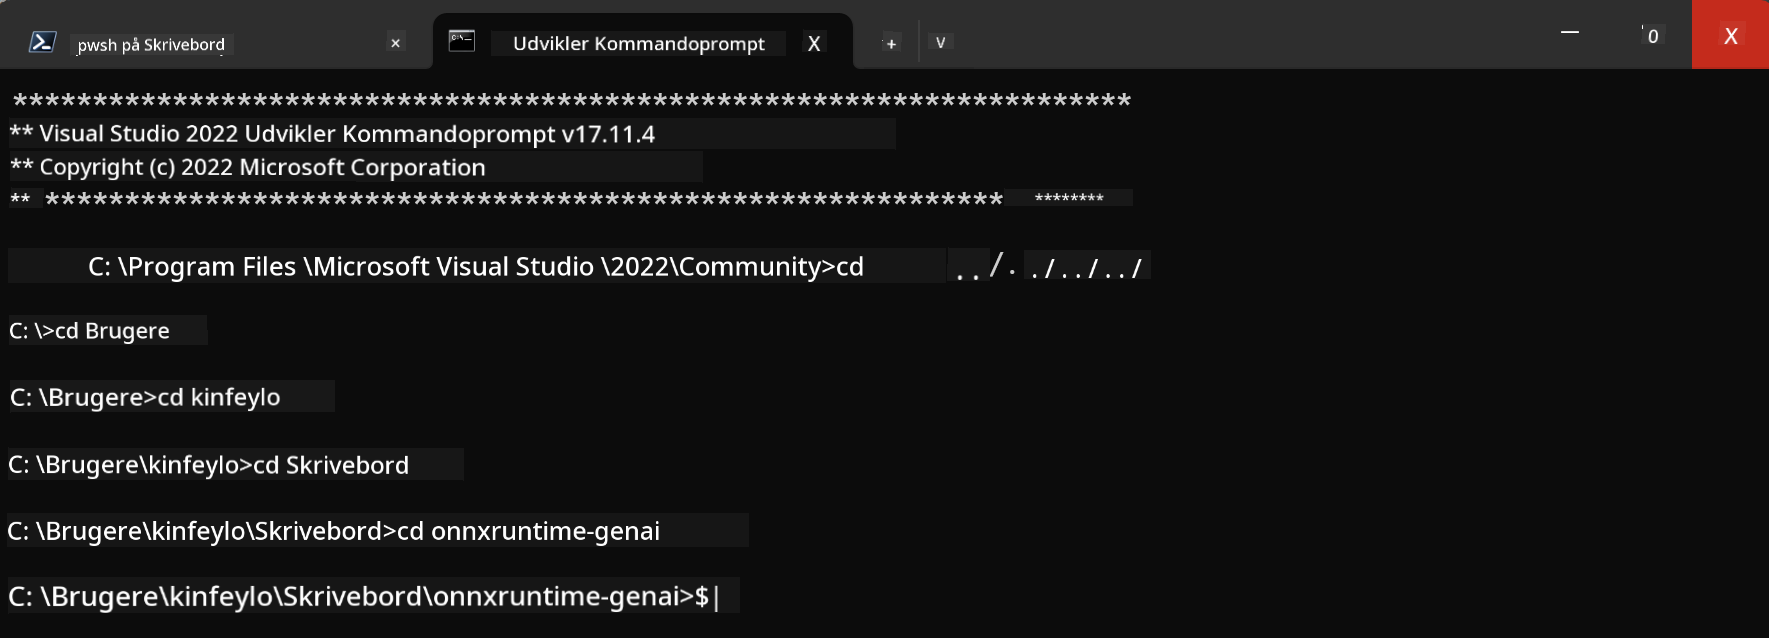 pwsh på Skrivebord × Udvikler Kommandoprompt X + V — 0 X
**********************************************************************
** Visual Studio 2022 Udvikler Kommandoprompt v17.11.4
** Copyright (c) 2022 Microsoft Corporation
** ************************************************************ ********
C: \Program Files \Microsoft Visual Studio \2022\Community>cd ../. ./../../
C: \>cd Brugere
C: \Brugere>cd kinfeylo
C: \Brugere\kinfeylo>cd Skrivebord
C: \Brugere\kinfeylo\Skrivebord>cd onnxruntime-genai
C: \Brugere\kinfeylo\Skrivebord\onnxruntime-genai>$|